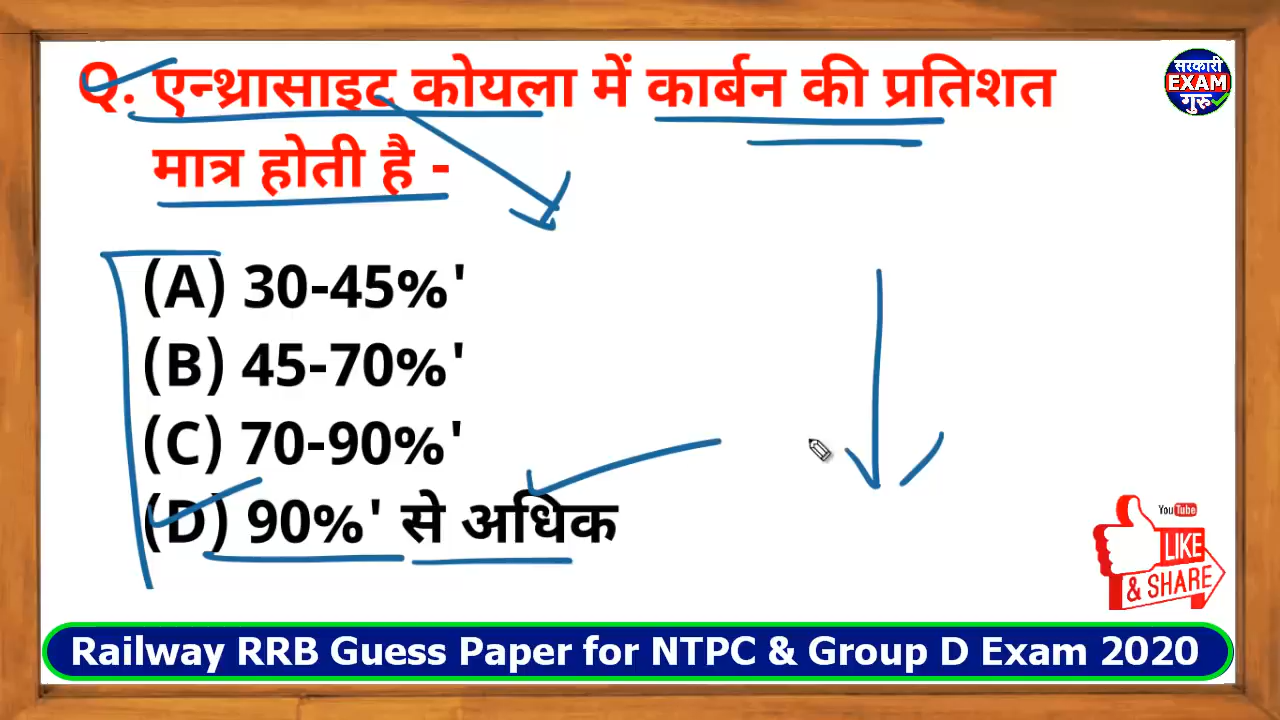 Q. एन्थ्रासाइट कोयला में कार्बन की प्रतिशत
मात्र होती है -
(A) 30-45%'
(B) 45-70%'
(C) 70-90%'
(D) 90%' से अधिक
सरकारी
EXAM
गुरु
YouTube
LIKE
& SHARE
Railway RRB Guess Paper for NTPC & Group D Exam 2020